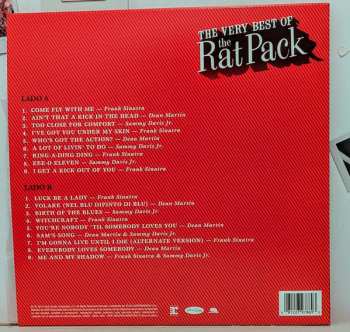 THE VERY BEST OF
the
Rat Pack
LADO A
1. COME FLY WITH ME — Frank Sinatra
2. AIN'T THAT A KICK IN THE HEAD — Dean Martin
3. TOO CLOSE FOR COMFORT — Sammy Davis Jr.
4. I'VE GOT YOU UNDER MY SKIN — Frank Sinatra
5. WHO'S GOT THE ACTION? — Dean Martin
6. A LOT OF LIVIN' TO DO — Sammy Davis Jr.
7. RING-A-DING DING — Frank Sinatra
8. EEE-O ELEVEN — Sammy Davis Jr.
9. I GET A KICK OUT OF YOU — Frank Sinatra
LADO B
1. LUCK BE A LADY — Frank Sinatra
2. VOLARE (NEL BLU DIPINTO DI BLU) — Dean Martin
3. BIRTH OF THE BLUES — Sammy Davis Jr.
4. WITCHCRAFT — Frank Sinatra
5. YOU'RE NOBODY 'TIL SOMEBODY LOVES YOU — Dean Martin
6. SAM'S SONG — Dean Martin & Sammy Davis Jr.
7. I'M GONNA LIVE UNTIL I DIE (ALTERNATE VERSION) — Frank Sinatra
8. EVERYBODY LOVES SOMEBODY — Dean Martin
9. ME AND MY SHADOW — Frank Sinatra & Sammy Davis Jr.